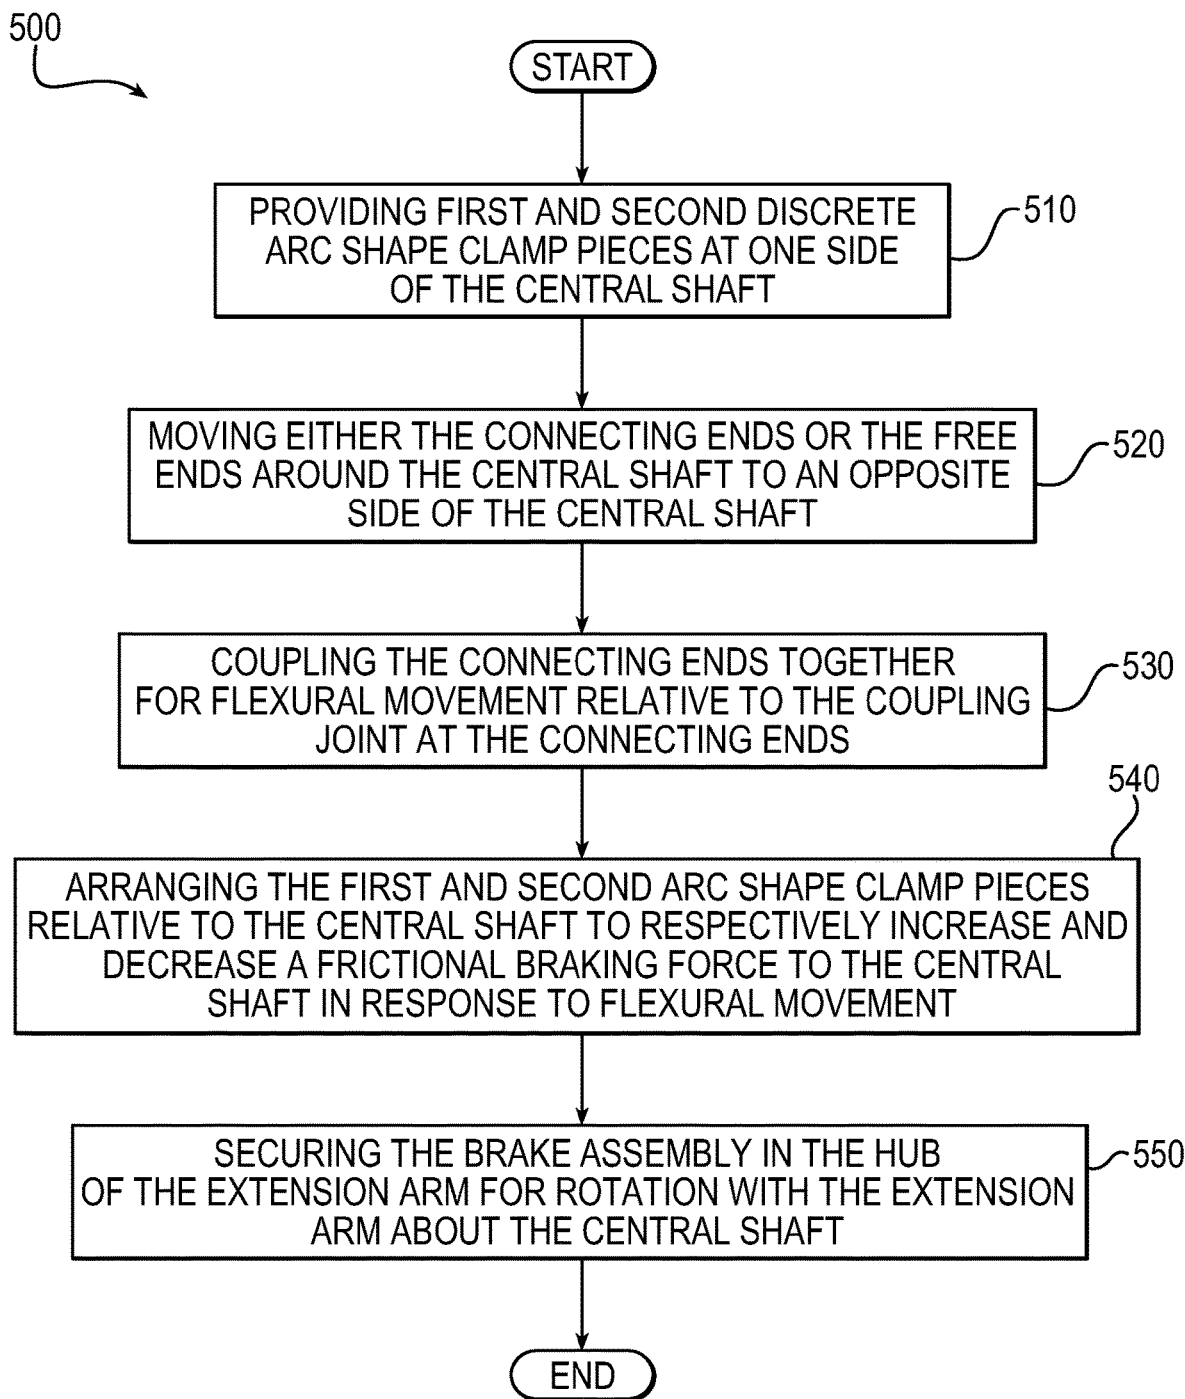 500
START
PROVIDING FIRST AND SECOND DISCRETE
ARC SHAPE CLAMP PIECES AT ONE SIDE
OF THE CENTRAL SHAFT
510
MOVING EITHER THE CONNECTING ENDS OR THE FREE
ENDS AROUND THE CENTRAL SHAFT TO AN OPPOSITE
SIDE OF THE CENTRAL SHAFT
520
COUPLING THE CONNECTING ENDS TOGETHER
FOR FLEXURAL MOVEMENT RELATIVE TO THE COUPLING
JOINT AT THE CONNECTING ENDS
530
540
ARRANGING THE FIRST AND SECOND ARC SHAPE CLAMP PIECES
RELATIVE TO THE CENTRAL SHAFT TO RESPECTIVELY INCREASE AND
DECREASE A FRICTIONAL BRAKING FORCE TO THE CENTRAL
SHAFT IN RESPONSE TO FLEXURAL MOVEMENT
SECURING THE BRAKE ASSEMBLY IN THE HUB
OF THE EXTENSION ARM FOR ROTATION WITH THE EXTENSION
ARM ABOUT THE CENTRAL SHAFT
550
END